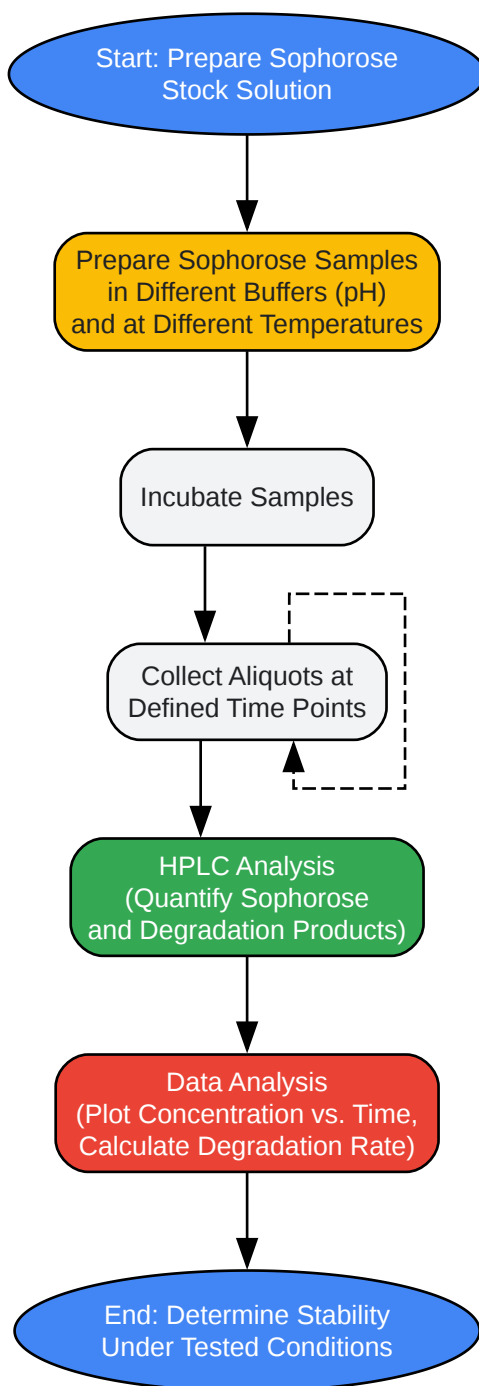 Start: Prepare Sophorose
Stock Solution
Prepare Sophorose Samples
in Different Buffers (pH)
and at Different Temperatures
Incubate Samples
Collect Aliquots at
Defined Time Points
HPLC Analysis
(Quantify Sophorose
and Degradation Products)
Data Analysis
(Plot Concentration vs. Time,
Calculate Degradation Rate)
End: Determine Stability
Under Tested Conditions